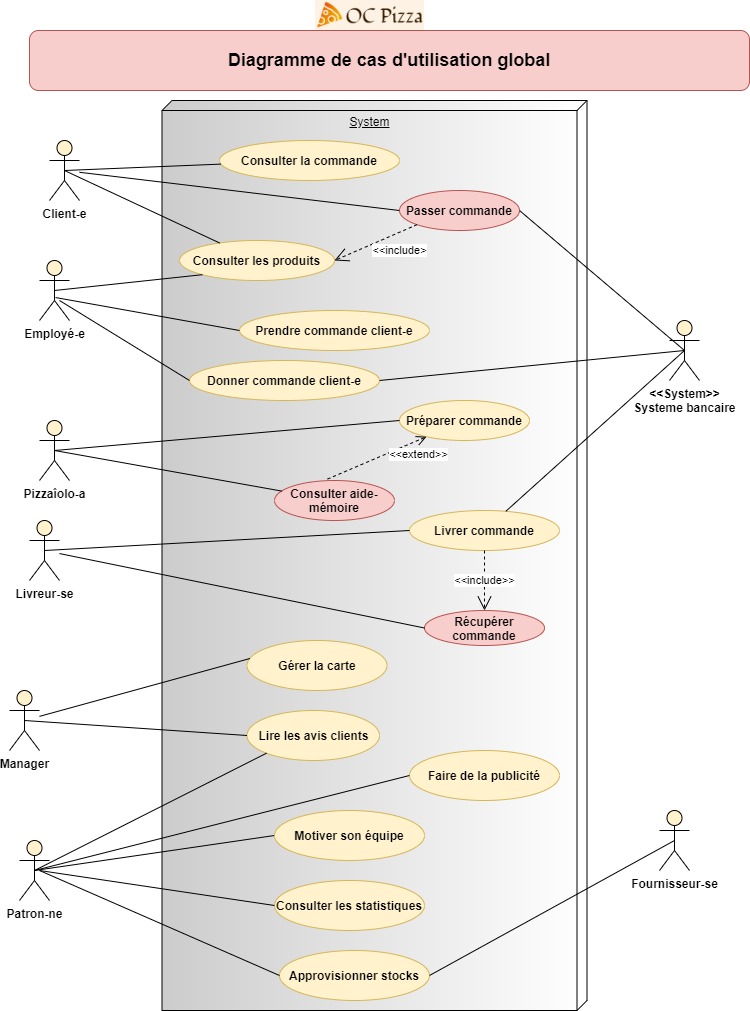 OC Pizza
Diagramme de cas d'utilisation global
System
Consulter la commande
Client-e
Passer commande
<<include>
Consulter les produits
Employé-e
Prendre commande client-e
Donner commande client-e
<<System>>
Systeme bancaire
Préparer commande
<<extend>>
Pizzaîolo-a
Consulter aide-
mémoire
Livrer commande
Livreur-se
<<include>>
Récupérer
commande
Gérer la carte
Lire les avis clients
Manager
Faire de la publicité
Motiver son équipe
Fournisseur-se
Consulter les statistiques
Patron-ne
Approvisionner stocks